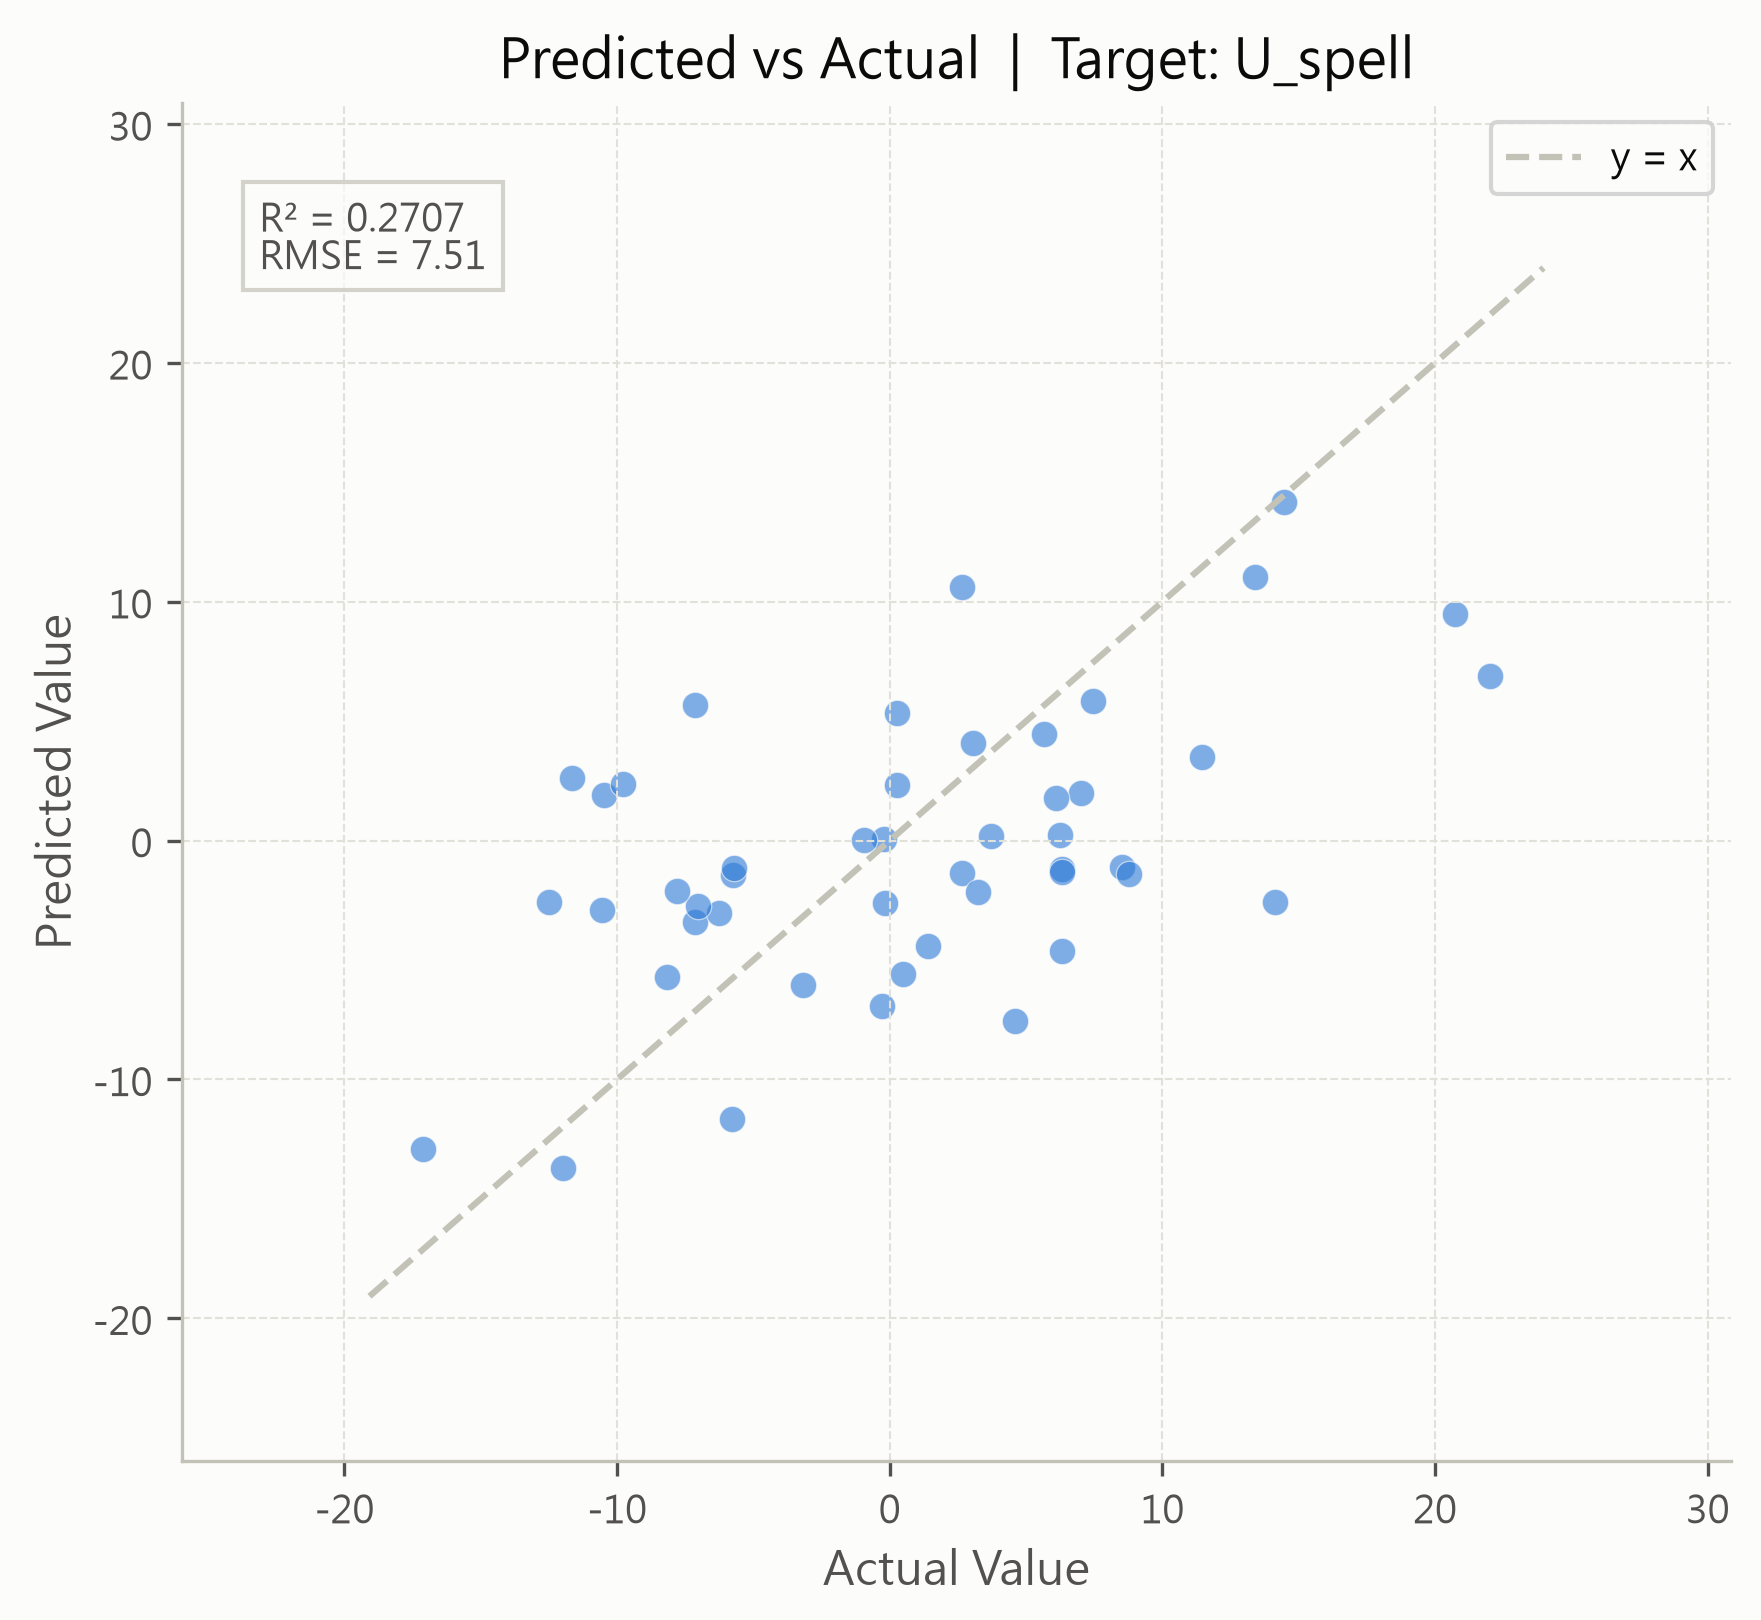 Predicted vs Actual | Target: U_spell
30
20
10
0
-10
-20
R² = 0.2707
RMSE = 7.51
y = x
Predicted Value
-20
-10
0
10
20
30
Actual Value